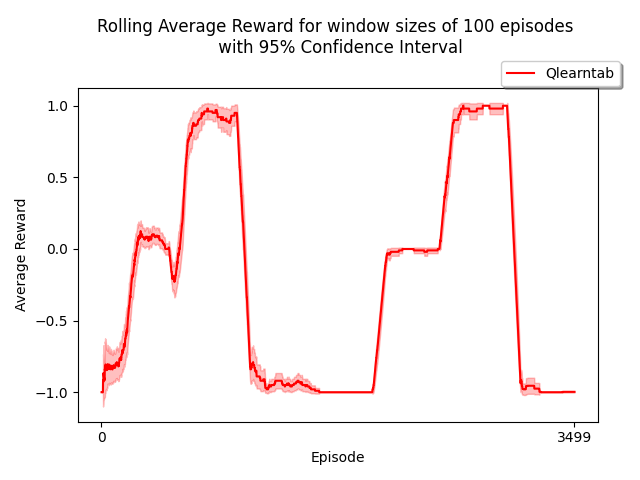 Rolling Average Reward for window sizes of 100 episodes
with 95% Confidence Interval
Qlearntab
1.0
0.5
0.0
−0.5
−1.0
Average Reward
0
3499
Episode